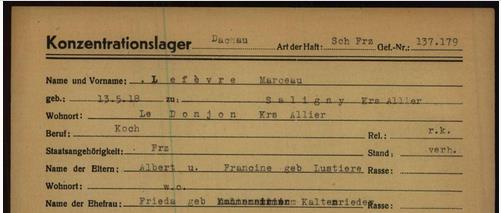 Konzentrationslager Dachau Art der Haft: Sch Frz Gef.-Nr.: 137.179
Name und Vorname: Lefèvre Marceau
geb.: 13.5.18 zu: Saligny Krs Allier
Wohnort: Le Donjon Krs Allier
Beruf: Koch Rel.: r.k.
Staatsangehörigkeit: Frz Stand: verh.
Name der Eltern: Albert u. Francine geb Lustiere Rasse:
Wohnort: w.o.
Name der Ehefrau: Frieda geb Kaltenrieder Rasse: